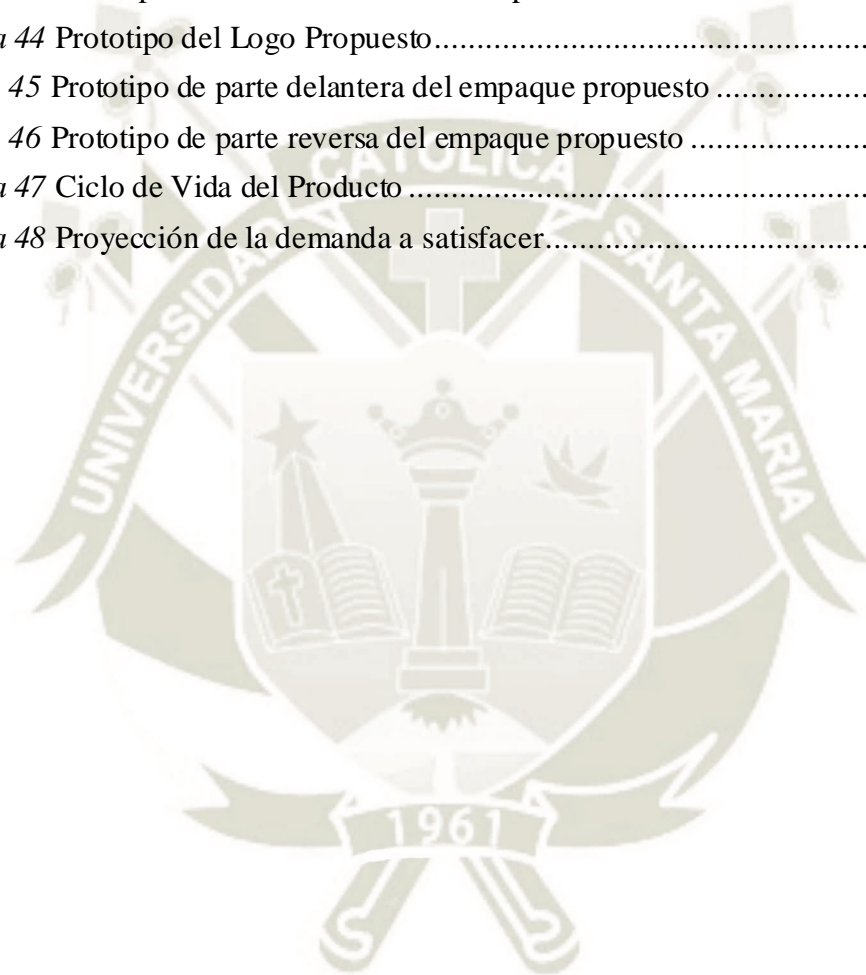 a 44 Prototipo del Logo Propuesto
45 Prototipo de parte delantera del empaque propuesto
46 Prototipo de parte reversa del empaque propuesto
a 47 Ciclo de Vida del Producto
a 48 Proyección de la demanda a satisfacer
UNIVERSIDAD CATOLICA SANTA MARIA
1961